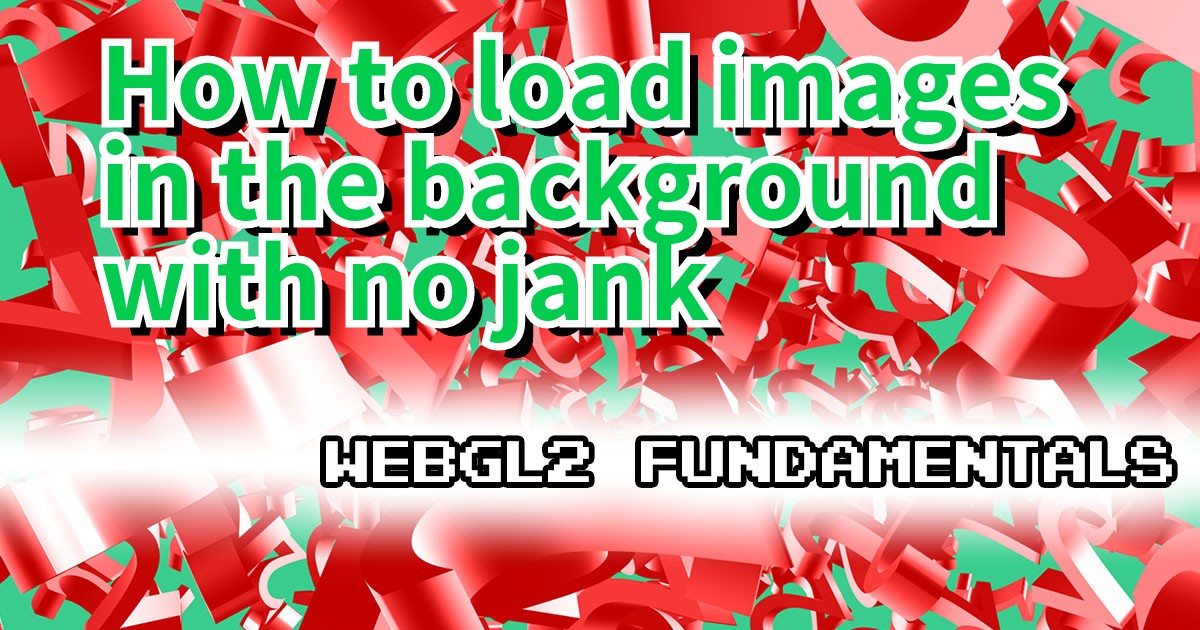 How to load images
in the background
with no jank
WEBGL2 FUNDAMENTALS